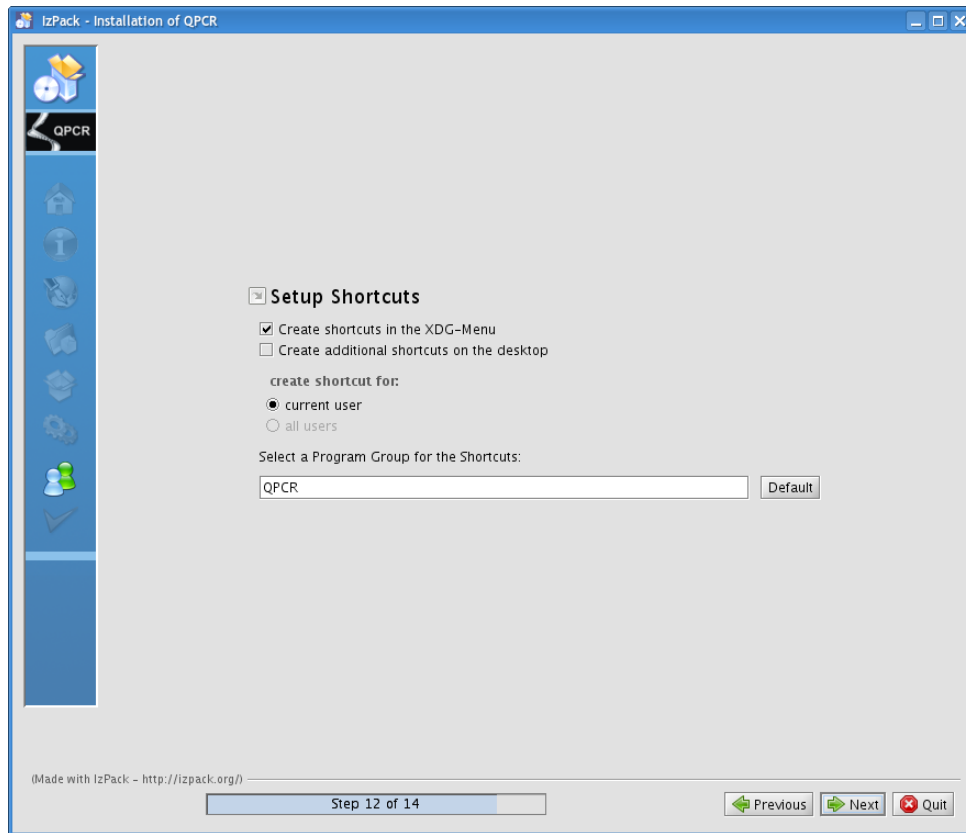 IzPack - Installation of QPCR
QPCR
Setup Shortcuts
Create shortcuts in the XDG-Menu
Create additional shortcuts on the desktop
create shortcut for:
current user
all users
Select a Program Group for the Shortcuts:
QPCR Default
(Made with IzPack - http://izpack.org/)
Step 12 of 14 Previous Next Quit